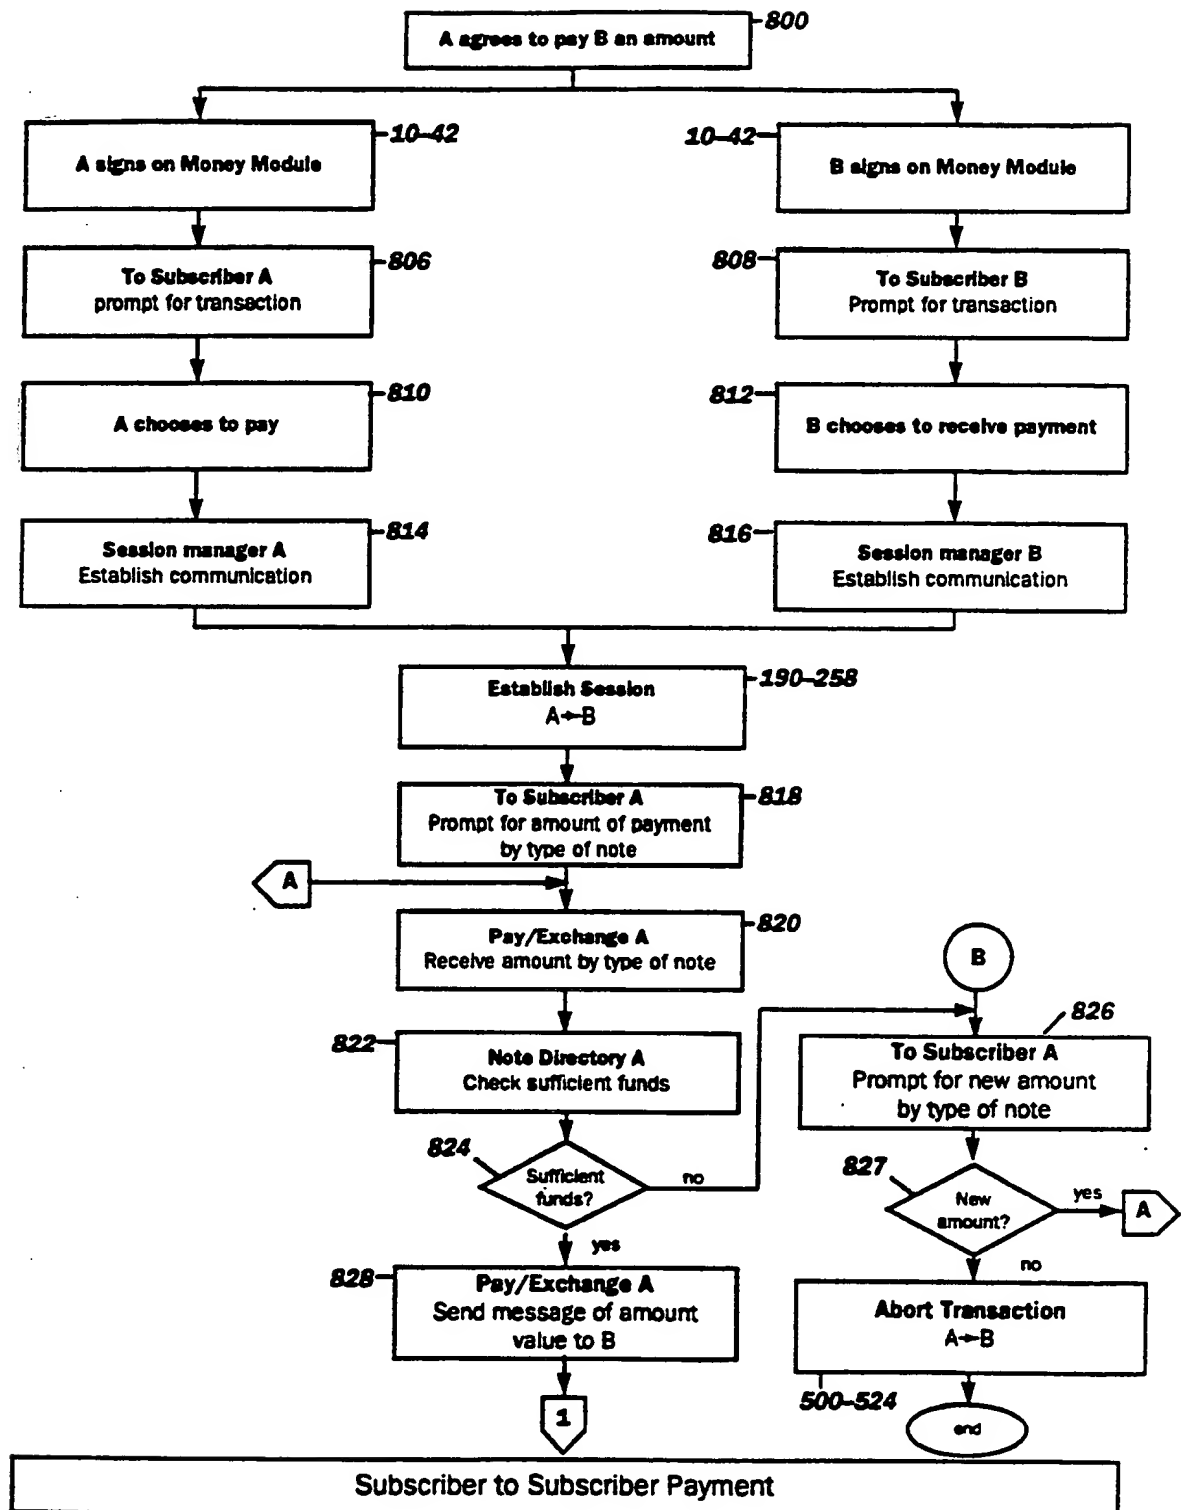 A agrees to pay B an amount
800
A signs on Money Module
10-42
10-42
B signs on Money Module
To Subscriber A
prompt for transaction
806
808
To Subscriber B
Prompt for transaction
A chooses to pay
810
812
B chooses to receive payment
Session manager A
Establish communication
814
816
Session manager B
Establish communication
Establish Session
A→B
190-258
To Subscriber A
Prompt for amount of payment
by type of note
818
A
Pay/Exchange A
Receive amount by type of note
820
B
822
Note Directory A
Check sufficient funds
826
To Subscriber A
Prompt for new amount
by type of note
824
Sufficient
funds?
no
yes
827
New
amount?
yes
A
no
828
Pay/Exchange A
Send message of amount
value to B
Abort Transaction
A→B
500-524
1
end
Subscriber to Subscriber Payment